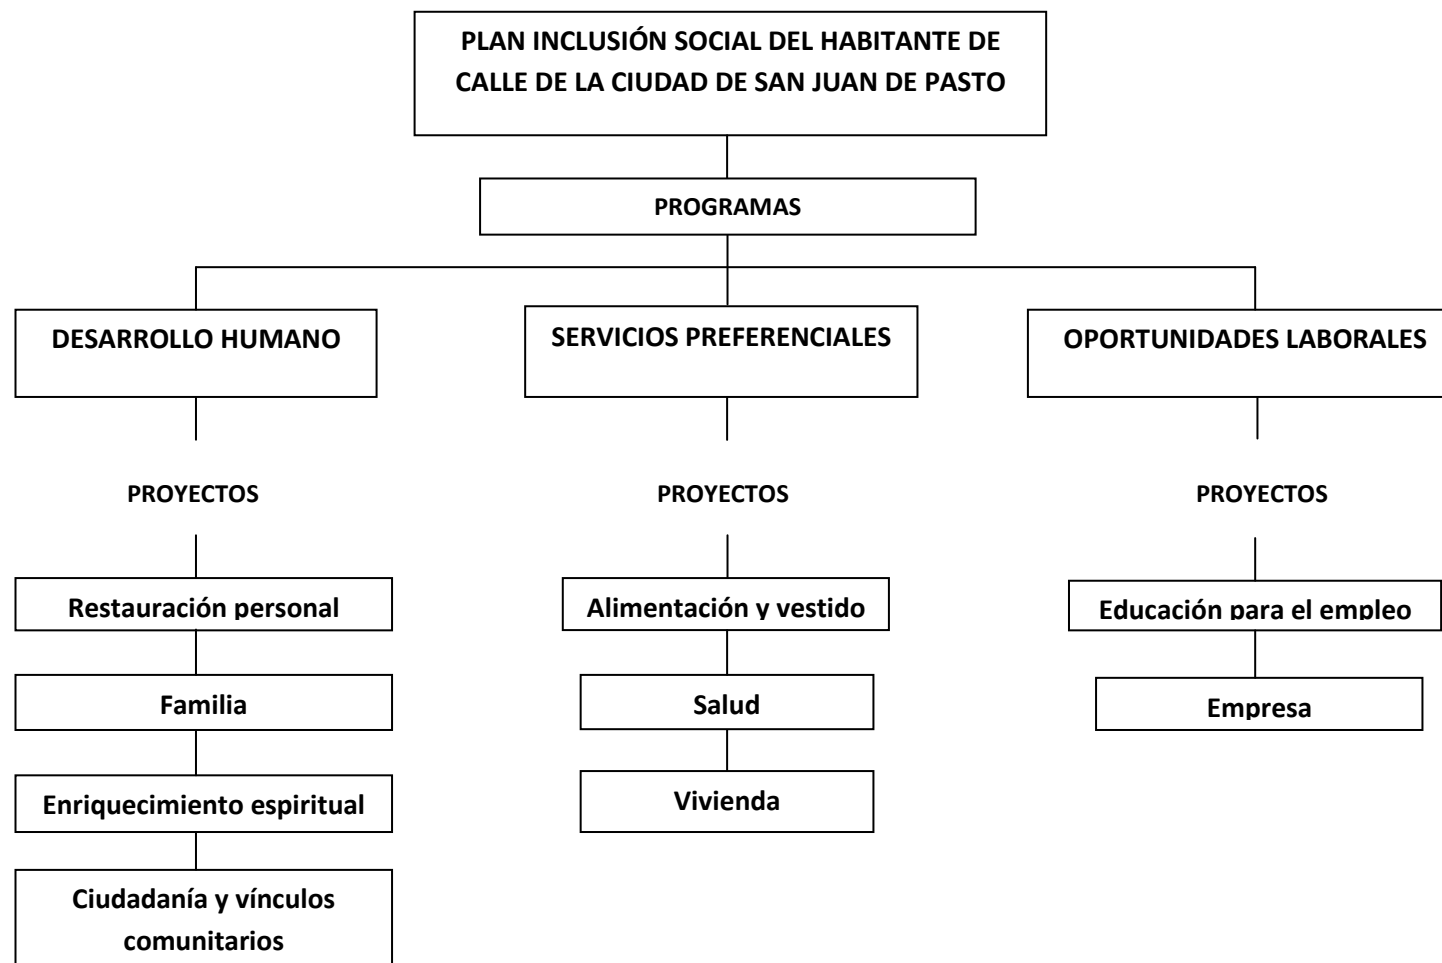 PLAN INCLUSIÓN SOCIAL DEL HABITANTE DE
CALLE DE LA CIUDAD DE SAN JUAN DE PASTO
PROGRAMAS
DESARROLLO HUMANO
SERVICIOS PREFERENCIALES
OPORTUNIDADES LABORALES
PROYECTOS
PROYECTOS
PROYECTOS
Restauración personal
Alimentación y vestido
Educación para el empleo
Familia
Salud
Empresa
Enriquecimiento espiritual
Vivienda
Ciudadanía y vínculos
comunitarios